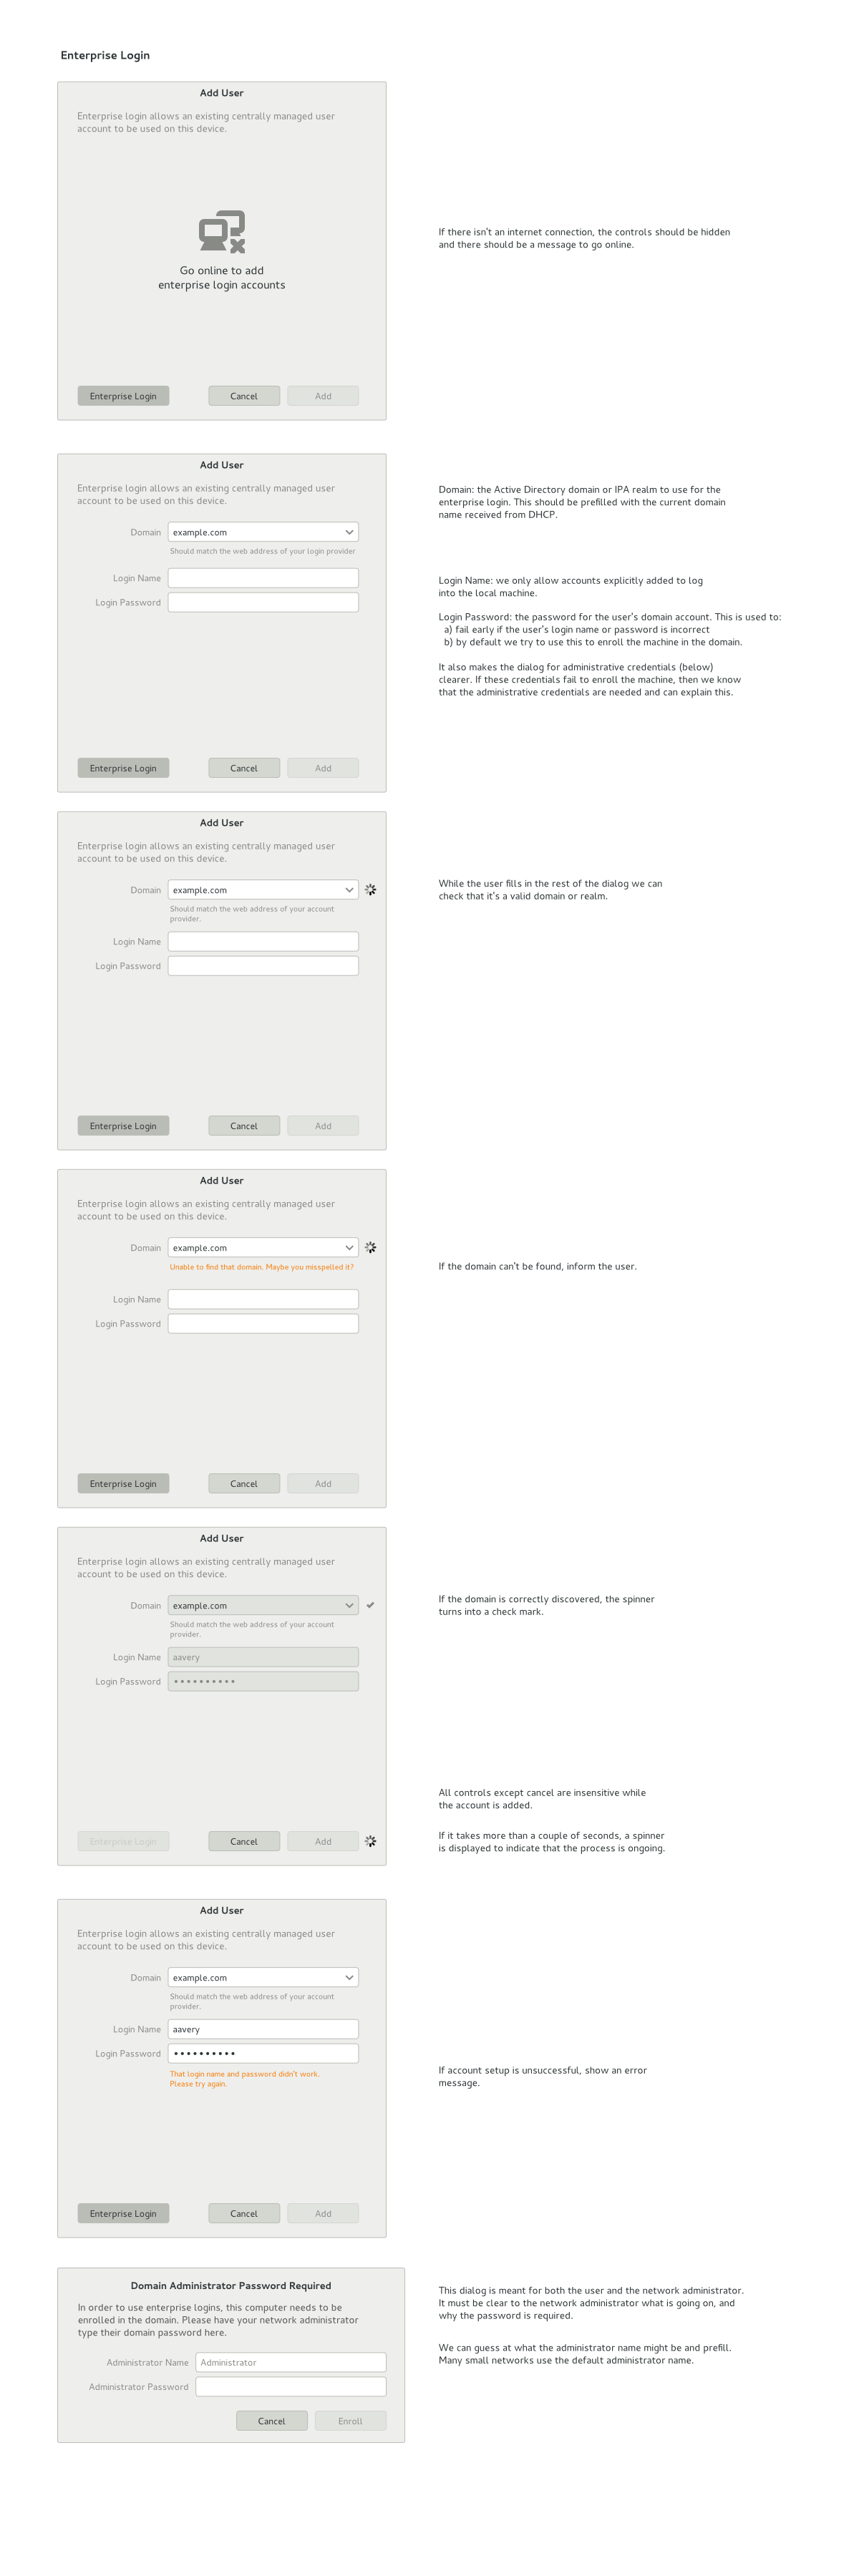 Enterprise Login
Add User
Enterprise login allows an existing centrally managed user
account to be used on this device.
Go online to add
enterprise login accounts
Enterprise Login
Cancel
Add
If there isn't an internet connection, the controls should be hidden
and there should be a message to go online.
Add User
Enterprise login allows an existing centrally managed user
account to be used on this device.
Domain
example.com
Should match the web address of your login provider
Login Name
Login Password
Enterprise Login
Cancel
Add
Domain: the Active Directory domain or IPA realm to use for the
enterprise login. This should be prefilled with the current domain
name received from DHCP.
Login Name: we only allow accounts explicitly added to log
into the local machine.
Login Password: the password for the user's domain account. This is used to:
a) fail early if the user's login name or password is incorrect
b) by default we try to use this to enroll the machine in the domain.
It also makes the dialog for administrative credentials (below)
clearer. If these credentials fail to enroll the machine, then we know
that the administrative credentials are needed and can explain this.
Add User
Enterprise login allows an existing centrally managed user
account to be used on this device.
Domain
example.com
Should match the web address of your account
provider.
Login Name
Login Password
Enterprise Login
Cancel
Add
While the user fills in the rest of the dialog we can
check that it's a valid domain or realm.
Add User
Enterprise login allows an existing centrally managed user
account to be used on this device.
Domain
example.com
Unable to find that domain. Maybe you misspelled it?
Login Name
Login Password
Enterprise Login
Cancel
Add
If the domain can't be found, inform the user.
Add User
Enterprise login allows an existing centrally managed user
account to be used on this device.
Domain
example.com
Should match the web address of your account
provider.
Login Name
aavery
Login Password
••••••••••
Enterprise Login
Cancel
Add
If the domain is correctly discovered, the spinner
turns into a check mark.
All controls except cancel are insensitive while
the account is added.
If it takes more than a couple of seconds, a spinner
is displayed to indicate that the process is ongoing.
Add User
Enterprise login allows an existing centrally managed user
account to be used on this device.
Domain
example.com
Should match the web address of your account
provider.
Login Name
aavery
Login Password
••••••••••
That login name and password didn't work.
Please try again.
Enterprise Login
Cancel
Add
If account setup is unsuccessful, show an error
message.
Domain Administrator Password Required
In order to use enterprise logins, this computer needs to be
enrolled in the domain. Please have your network administrator
type their domain password here.
Administrator Name
Administrator
Administrator Password
Cancel
Enroll
This dialog is meant for both the user and the network administrator.
It must be clear to the network administrator what is going on, and
why the password is required.
We can guess at what the administrator name might be and prefill.
Many small networks use the default administrator name.